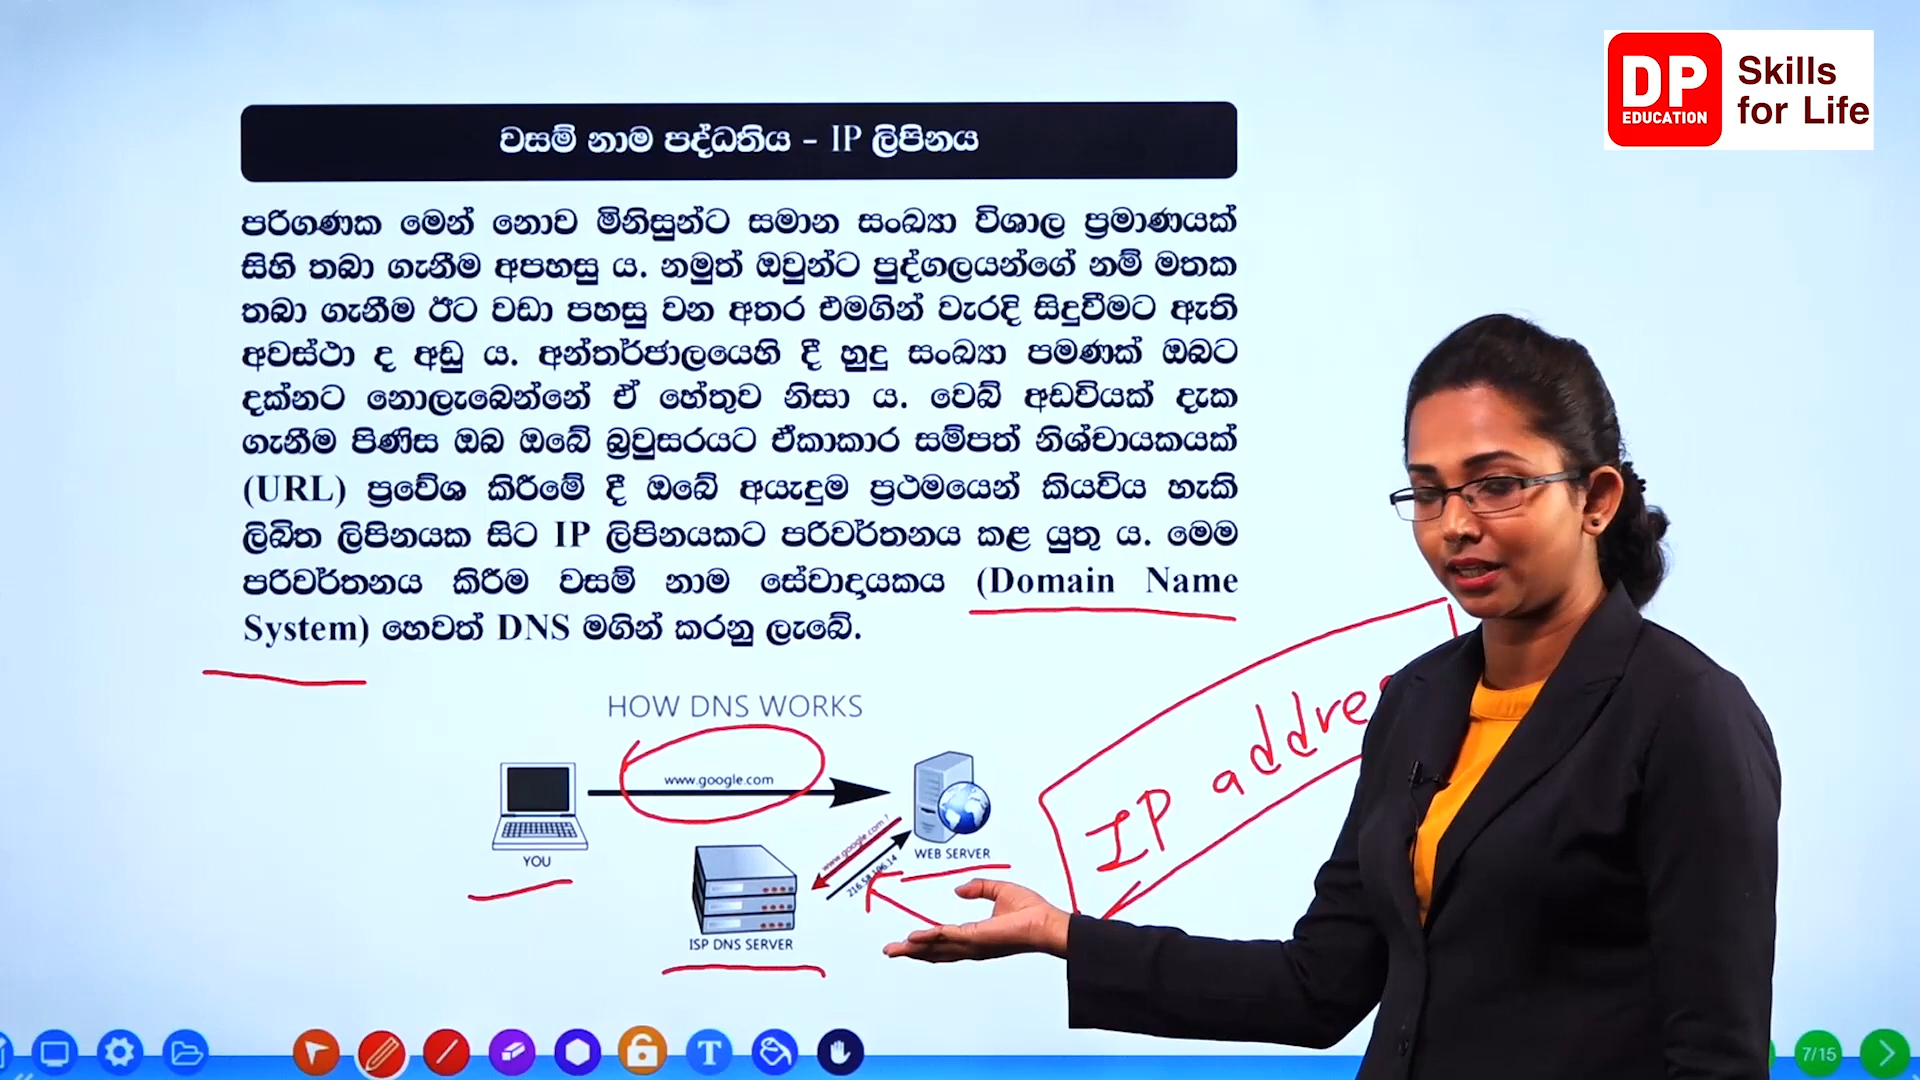 DP
EDUCATION
Skills
for Life
වසම් නාම පද්ධතිය – IP ලිපිනය
පරිගණක මෙන් නොව මිනිසුන්ට සමාන සංඛ්‍යා විශාල ප්‍රමාණයක්
සිහි තබා ගැනීම අපහසු ය. නමුත් ඔවුන්ට පුද්ගලයන්ගේ නම් මතක
තබා ගැනීම ඊට වඩා පහසු වන අතර එමගින් වැරදි සිදුවීමට ඇති
අවස්ථා ද අඩු ය. අන්තර්ජාලයෙහි දී හුදු සංඛ්‍යා පමණක් ඔබට
දක්නට නොලැබෙන්නේ ඒ හේතුව නිසා ය. වෙබ් අඩවියක් දැක
ගැනීම පිණිස ඔබ ඔබේ බ්‍රවුසරයට ඒකාකාර සම්පත් නිශ්චායකයක්
(URL) ප්‍රවේශ කිරීමේ දී ඔබේ අයැදුම ප්‍රථමයෙන් කියවිය හැකි
ලිඛිත ලිපිනයක සිට IP ලිපිනයකට පරිවර්තනය කළ යුතු ය. මෙම
පරිවර්තනය කිරීම වසම් නාම සේවාදයකය (Domain Name
System) හෙවත් DNS මගින් කරනු ලැබේ.
HOW DNS WORKS
www.google.com
YOU
www.google.com ?
WEB SERVER
ISP DNS SERVER
IP addre
T
7/15